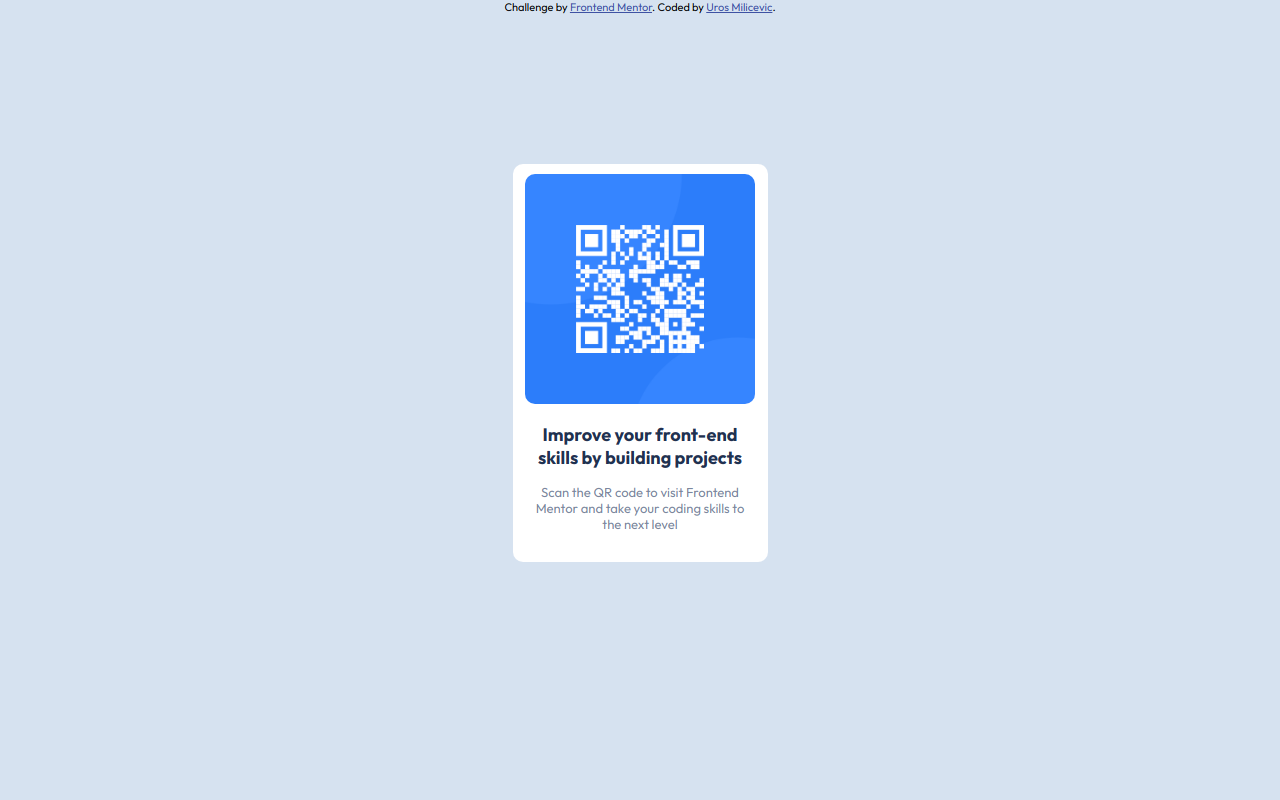 Challenge by Frontend Mentor. Coded by Uros Milicevic.
Improve your front-end
skills by building projects
Scan the QR code to visit Frontend
Mentor and take your coding skills to
the next level